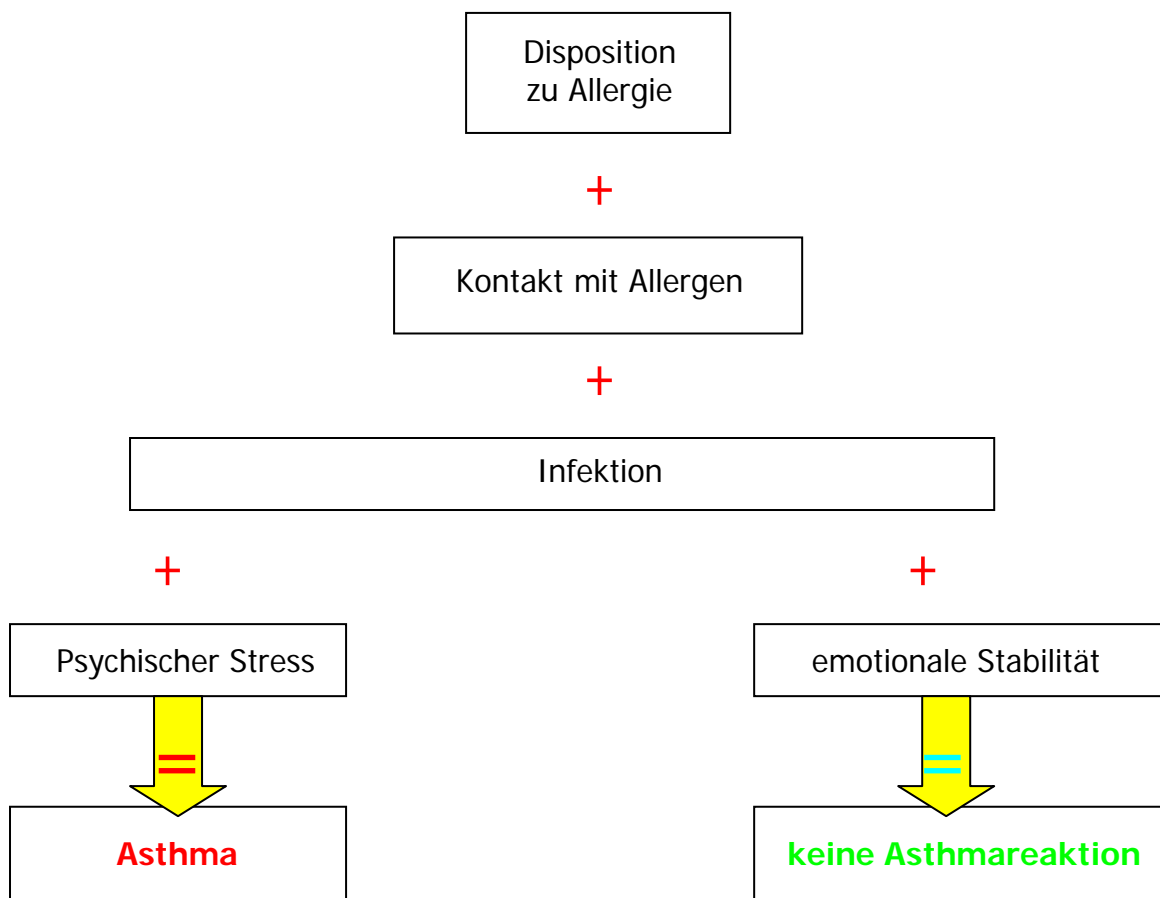 Disposition
zu Allergie
+
Kontakt mit Allergen
+
Infektion
+ +
Psychischer Stress
emotionale Stabilität
= =
Asthma
keine Asthmareaktion